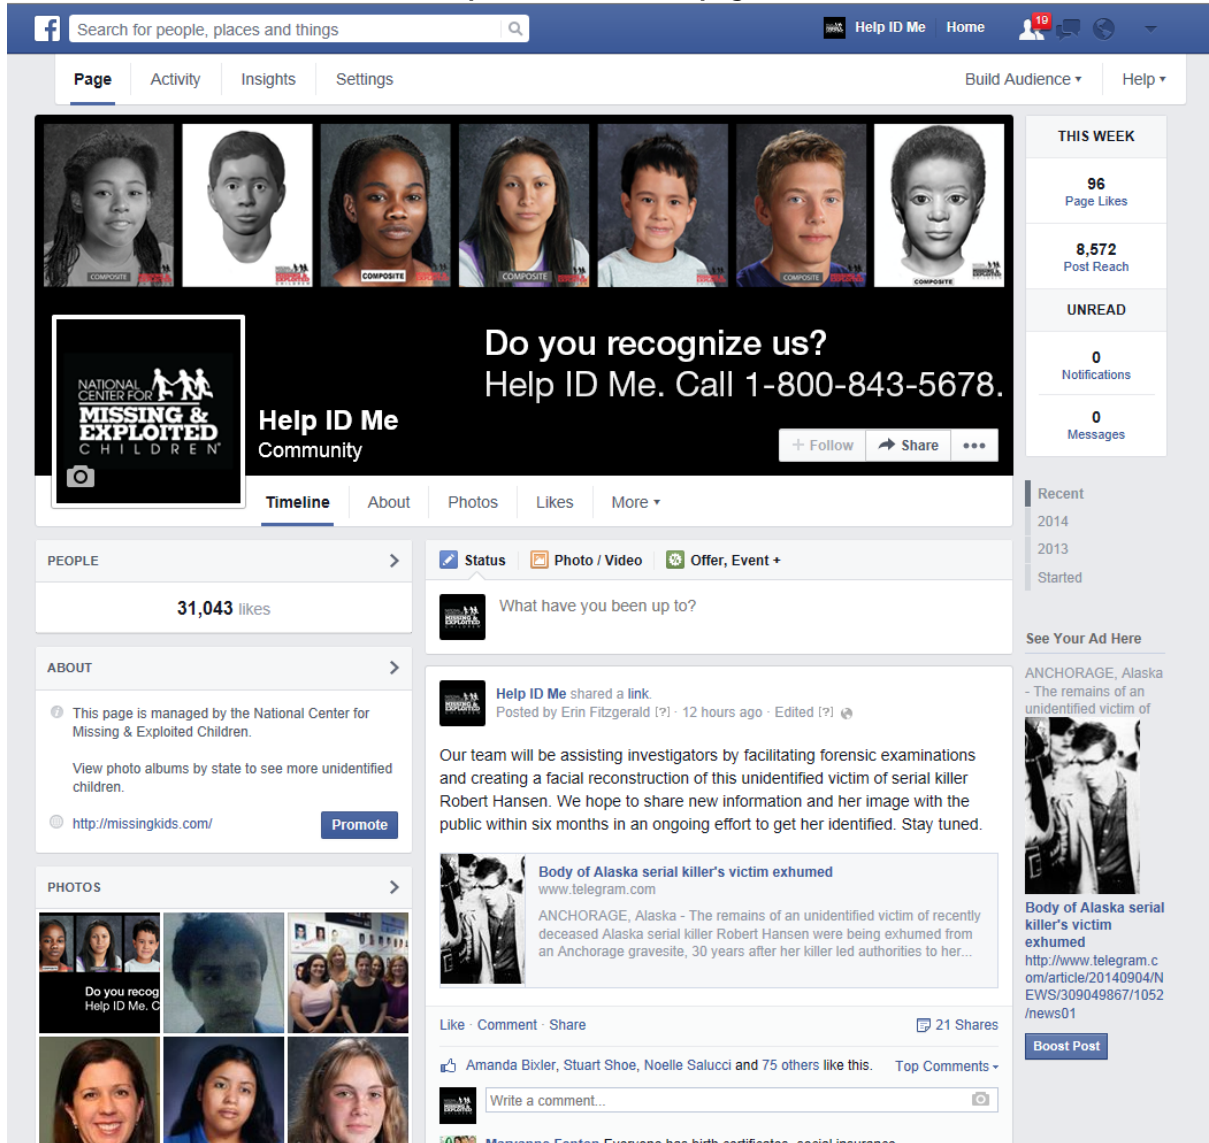 Search for people, places and things
Help ID Me
Home
19
Page
Activity
Insights
Settings
Build Audience
Help
COMPOSITE
COMPOSITE
COMPOSITE
COMPOSITE
COMPOSITE
Do you recognize us?
Help ID Me. Call 1-800-843-5678.
NATIONAL
CENTER FOR
MISSING &
EXPLOITED
CHILDREN
Help ID Me
Community
+ Follow
Share
Timeline
About
Photos
Likes
More
THIS WEEK
96
Page Likes
8,572
Post Reach
UNREAD
0
Notifications
0
Messages
Recent
2014
2013
Started
PEOPLE
31,043 likes
ABOUT
This page is managed by the National Center for
Missing & Exploited Children.
View photo albums by state to see more unidentified
children.
http://missingkids.com/
Promote
PHOTOS
Do you recog
Help ID Me. C
Status
Photo / Video
Offer, Event +
What have you been up to?
Help ID Me shared a link.
Posted by Erin Fitzgerald [?] · 12 hours ago · Edited [?]
Our team will be assisting investigators by facilitating forensic examinations
and creating a facial reconstruction of this unidentified victim of serial killer
Robert Hansen. We hope to share new information and her image with the
public within six months in an ongoing effort to get her identified. Stay tuned.
Body of Alaska serial killer's victim exhumed
www.telegram.com
ANCHORAGE, Alaska - The remains of an unidentified victim of recently
deceased Alaska serial killer Robert Hansen were being exhumed from
an Anchorage gravesite, 30 years after her killer led authorities to her...
Like · Comment · Share
21 Shares
Amanda Bixler, Stuart Shoe, Noelle Salucci and 75 others like this.
Top Comments
Write a comment...
Maryanne Fenton Everyone has birth certificates, social insurance
See Your Ad Here
ANCHORAGE, Alaska
- The remains of an
unidentified victim of
Body of Alaska serial
killer's victim
exhumed
http://www.telegram.c
om/article/20140904/N
EWS/309049867/1052
/news01
Boost Post